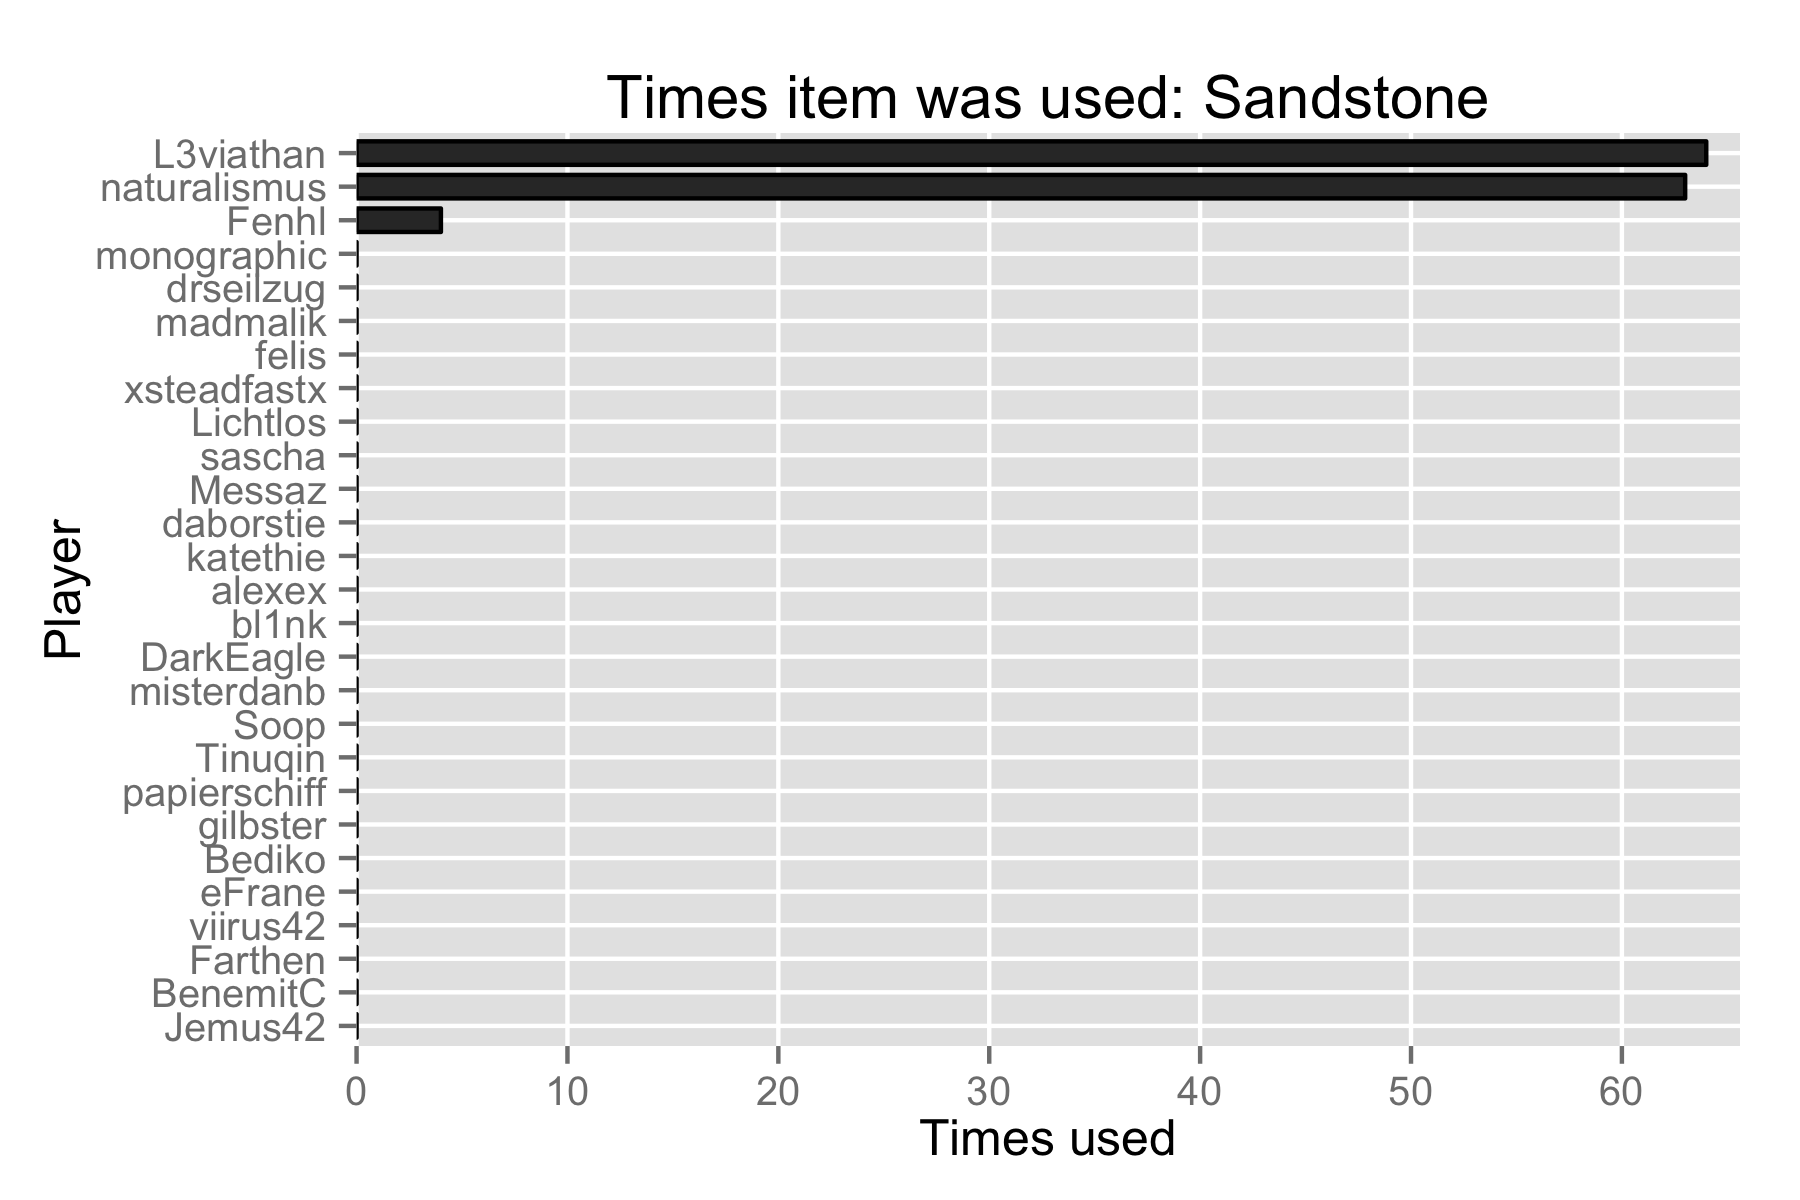 Times item was used: Sandstone
L3viathan
naturalismus
Fenhl
monographic
drseilzug
madmalik
felis
xsteadfastx
Lichtlos
sascha
Messaz
daborstie
katethie
alexex
bl1nk
DarkEagle
misterdanb
Soop
Tinuqin
papierschiff
gilbster
Bediko
eFrane
viirus42
Farthen
BenemitC
Jemus42
Player
0 10 20 30 40 50 60
Times used